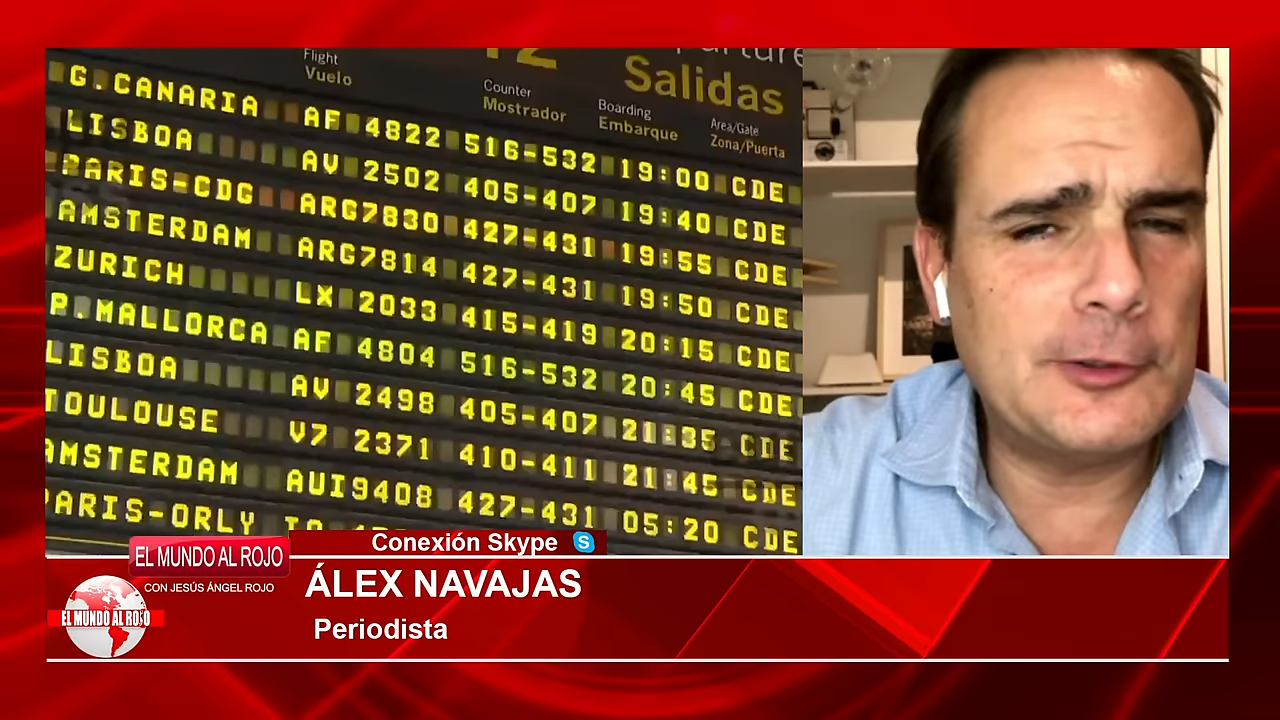 Flight
Vuelo
Counter
Mostrador
Salidas
Boarding
Embarque
Area/Gate
Zona/Puerta
G.CANARIA AF 4822 516-532 19:00 CDE
LISBOA AV 2502 405-407 19:40 CDE
PARIS-CDG ARG7830 427-431 19:55 CDE
AMSTERDAM ARG7814 427-431 19:50 CDE
ZURICH LX 2033 415-419 20:15 CDE
P.MALLORCA AF 4804 516-532 20:45 CDE
LISBOA AV 2498 405-407 21:35 CDE
TOULOUSE V7 2371 410-411 21:45 CDE
AMSTERDAM AUI9408 427-431 05:20 CDE
PARIS-ORLY
Conexión Skype S
EL MUNDO AL ROJO
CON JESÚS ÁNGEL ROJO
EL MUNDO AL ROJO
ÁLEX NAVAJAS
Periodista